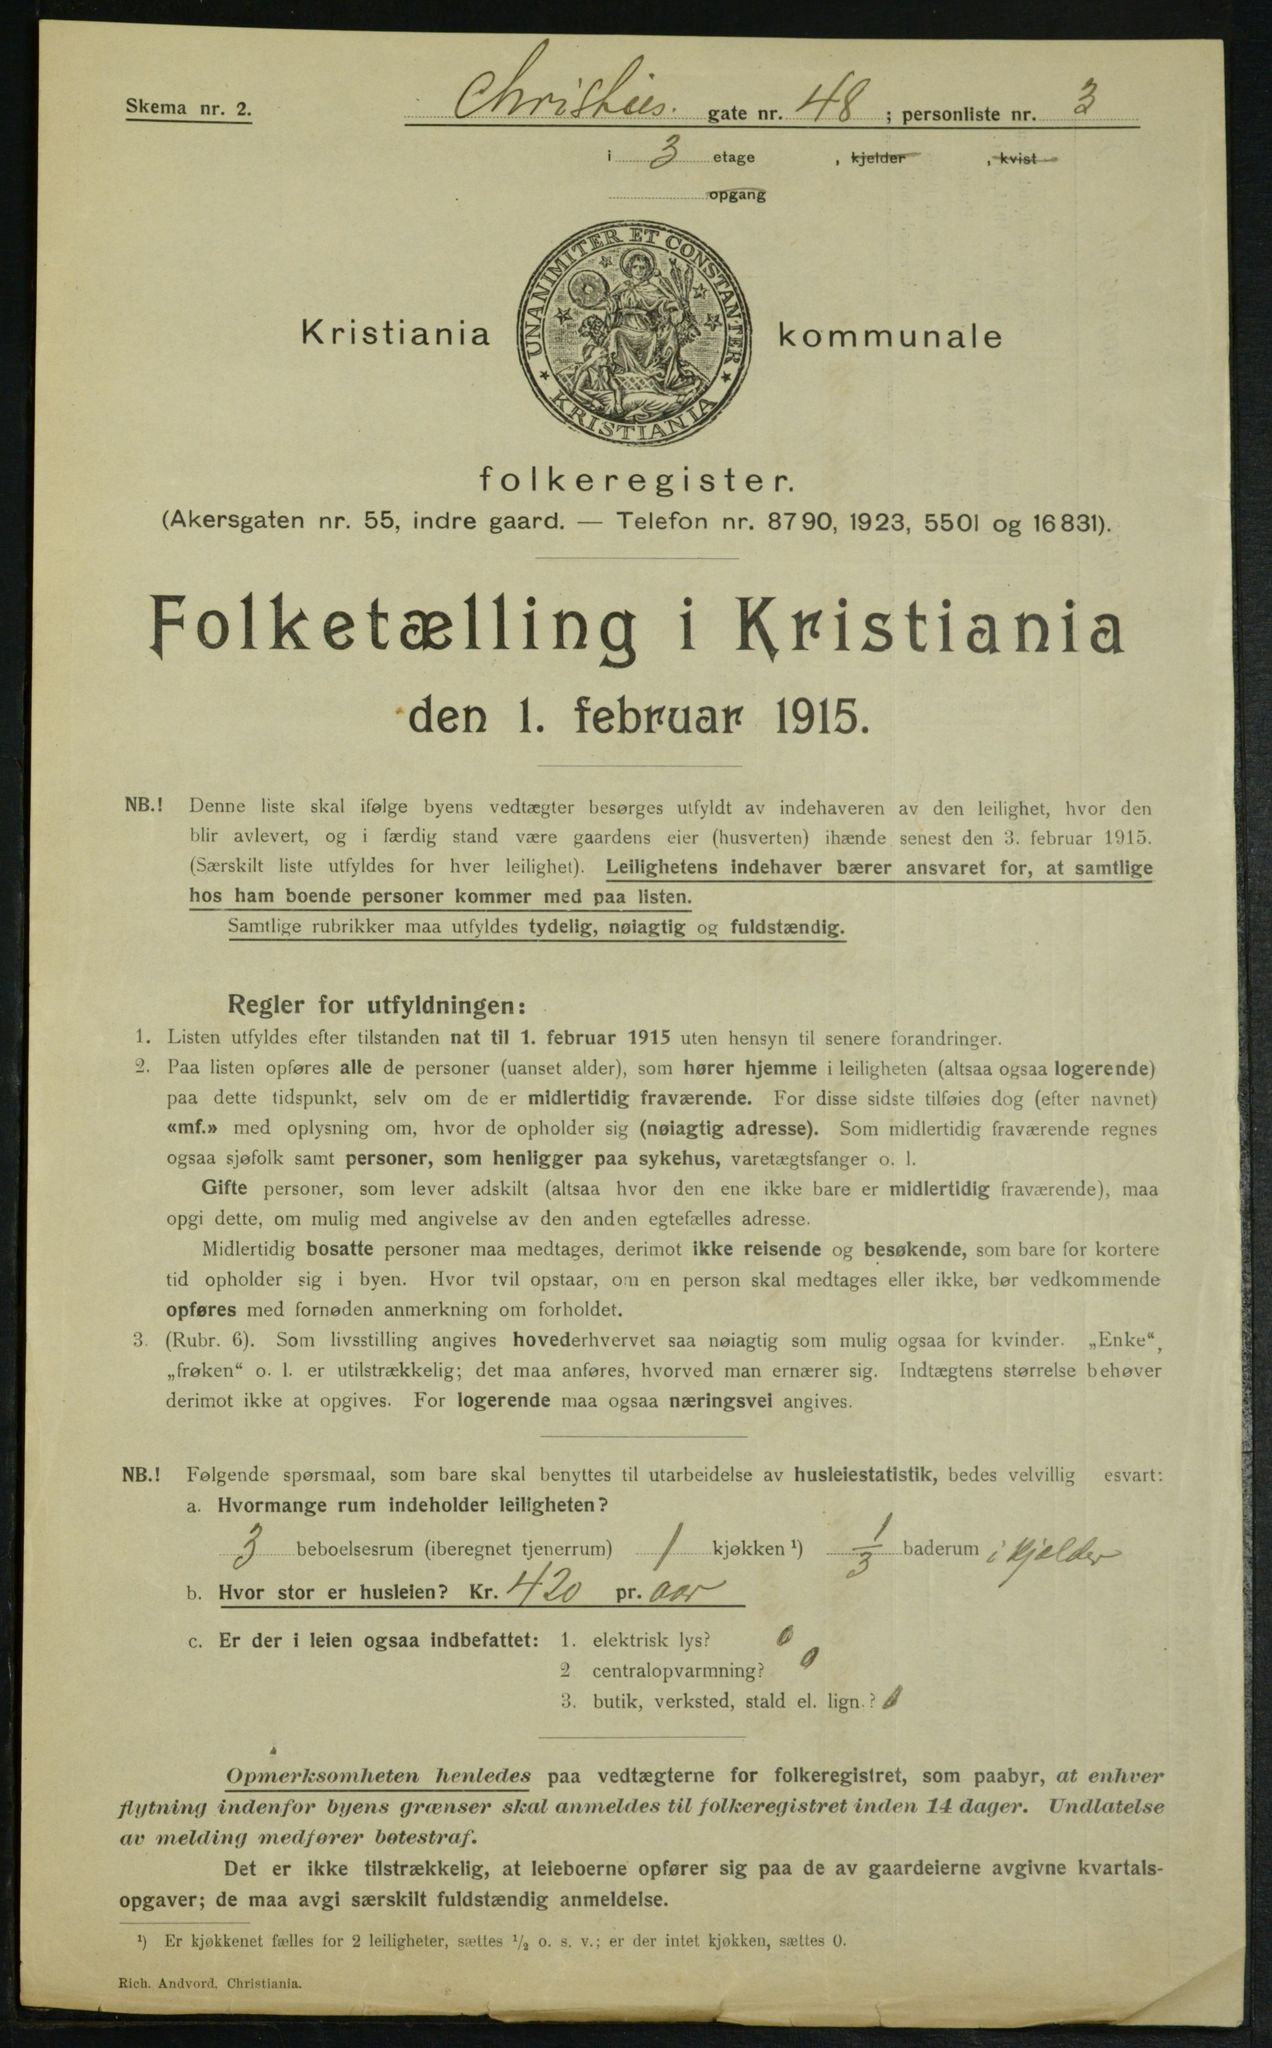 Skema nr. 2.
Christies gate nr. 48 ; personliste nr. 3
i 3 etage , kjelder , kvist
opgang
UNANIMITER ET CONSTANTER
KRISTIANIA
Kristiania kommunale
folkeregister.
(Akersgaten nr. 55, indre gaard. — Telefon nr. 8790, 1923, 5501 og 16831).
Folketælling i Kristiania
den 1. februar 1915.
NB.! Denne liste skal ifølge byens vedtægter besørges utfyldt av indehaveren av den leilighet, hvor den
blir avlevert, og i færdig stand være gaardens eier (husverten) ihænde senest den 3. februar 1915.
(Særskilt liste utfyldes for hver leilighet). Leilighetens indehaver bærer ansvaret for, at samtlige
hos ham boende personer kommer med paa listen.
Samtlige rubrikker maa utfyldes tydelig, nøiagtig og fuldstændig.
Regler for utfyldningen:
1. Listen utfyldes efter tilstanden nat til 1. februar 1915 uten hensyn til senere forandringer.
2. Paa listen opføres alle de personer (uanset alder), som hører hjemme i leiligheten (altsaa ogsaa logerende)
paa dette tidspunkt, selv om de er midlertidig fraværende. For disse sidste tilføies dog (efter navnet)
«mf.» med oplysning om, hvor de opholder sig (nøiagtig adresse). Som midlertidig fraværende regnes
ogsaa sjøfolk samt personer, som henligger paa sykehus, varetægtsfanger o. l.
Gifte personer, som lever adskilt (altsaa hvor den ene ikke bare er midlertidig fraværende), maa
opgi dette, om mulig med angivelse av den anden egtefælles adresse.
Midlertidig bosatte personer maa medtages, derimot ikke reisende og besøkende, som bare for kortere
tid opholder sig i byen. Hvor tvil opstaar, om en person skal medtages eller ikke, bør vedkommende
opføres med fornøden anmerkning om forholdet.
3. (Rubr. 6). Som livsstilling angives hovederhvervet saa nøiagtig som mulig ogsaa for kvinder. „Enke“,
„frøken“ o. l. er utilstrækkelig; det maa anføres, hvorved man ernærer sig. Indtægtens størrelse behøver
derimot ikke at opgives. For logerende maa ogsaa næringsvei angives.
NB.! Følgende spørsmaal, som bare skal benyttes til utarbeidelse av husleiestatistik, bedes velvillig esvart:
a. Hvormange rum indeholder leiligheten?
3 beboelsesrum (iberegnet tjenerrum) 1 kjøkken ¹) 1/3 baderum i kjelder
b. Hvor stor er husleien? Kr. 420 pr. aar
c. Er der i leien ogsaa indbefattet: 1. elektrisk lys? 0
2 centralopvarmning? 0
3. butik, verksted, stald el. lign.? 0
Opmerksomheten henledes paa vedtægterne for folkeregistret, som paabyr, at enhver
flytning indenfor byens grænser skal anmeldes til folkeregistret inden 14 dager. Undlatelse
av melding medfører bøtestraf.
Det er ikke tilstrækkelig, at leieboerne opfører sig paa de av gaardeierne avgivne kvartals-
opgaver; de maa avgi særskilt fuldstændig anmeldelse.
¹) Er kjøkkenet fælles for 2 leiligheter, sættes ½ o. s. v.; er der intet kjøkken, sættes 0.
Rich. Andvord, Christiania.